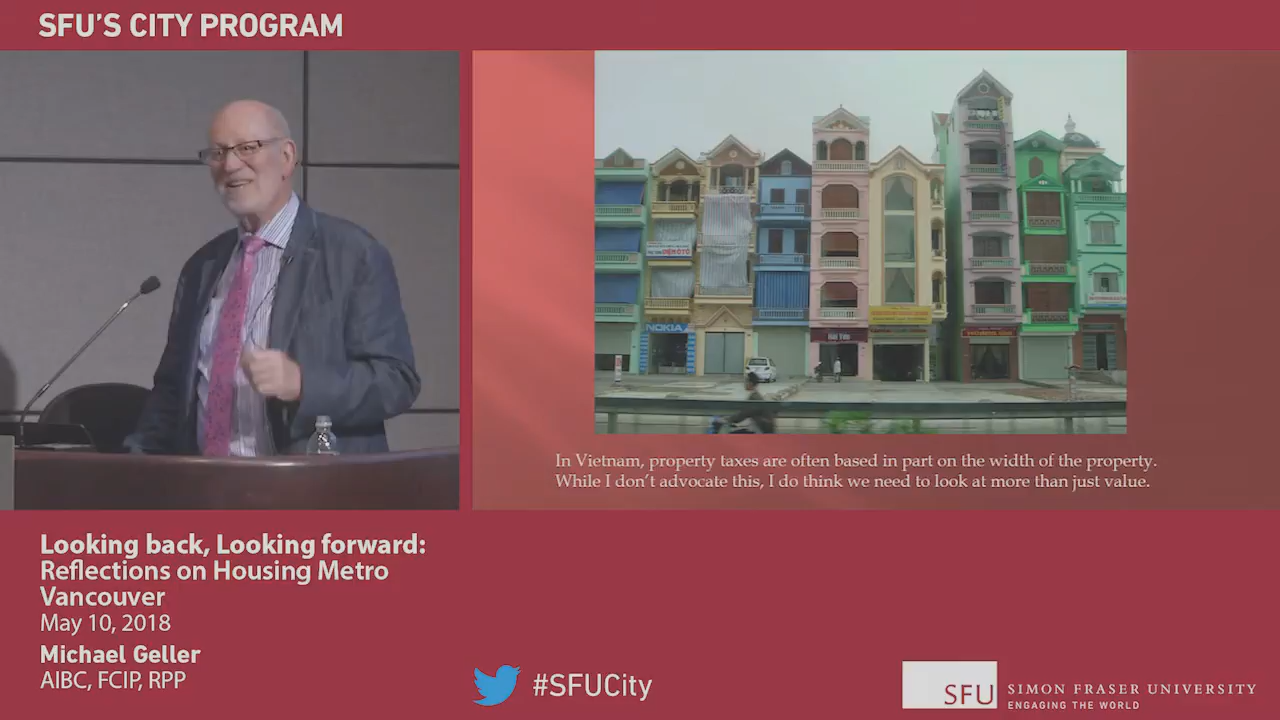 SFU'S CITY PROGRAM
NOKIA
In Vietnam, property taxes are often based in part on the width of the property.
While I don't advocate this, I do think we need to look at more than just value.
Looking back, Looking forward:
Reflections on Housing Metro
Vancouver
May 10, 2018
Michael Geller
AIBC, FCIP, RPP
#SFUCity
SFU
SIMON FRASER UNIVERSITY
ENGAGING THE WORLD